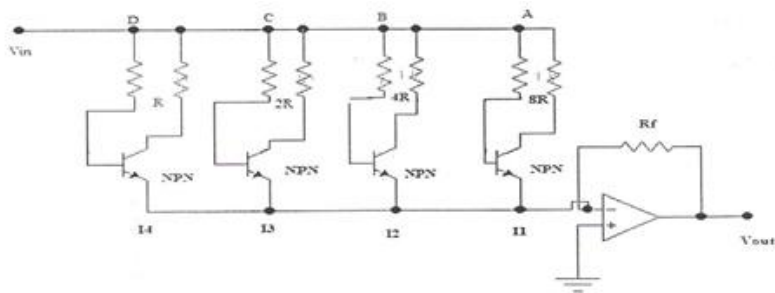 D C B A
Vin
R 2R 4R 8R
Rf
NPN NPN NPN NPN
I4 I3 I2 I1
Vout